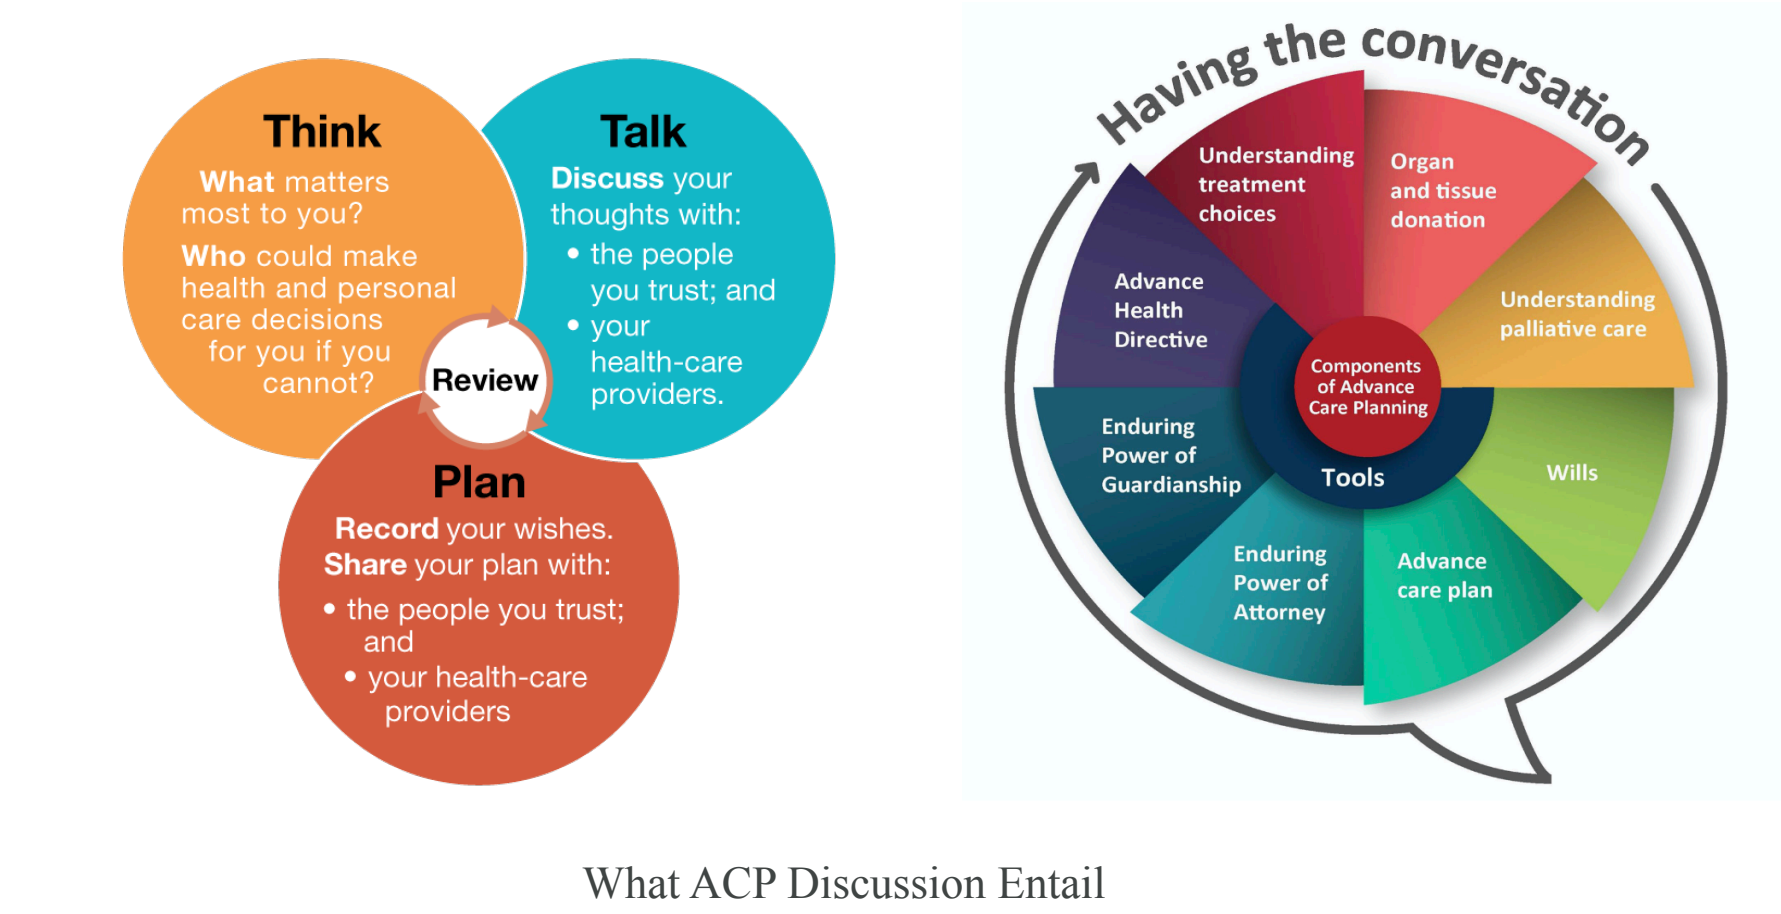 Think
What matters
most to you?
Who could make
health and personal
care decisions
for you if you
cannot?
Talk
Discuss your
thoughts with:
• the people
you trust; and
• your
health-care
providers.
Review
Plan
Record your wishes.
Share your plan with:
• the people you trust;
and
• your health-care
providers
Having the conversation
Understanding
treatment
choices
Organ
and tissue
donation
Understanding
palliative care
Wills
Advance
care plan
Enduring
Power of
Attorney
Enduring
Power of
Guardianship
Advance
Health
Directive
Components
of Advance
Care Planning
Tools
What ACP Discussion Entail